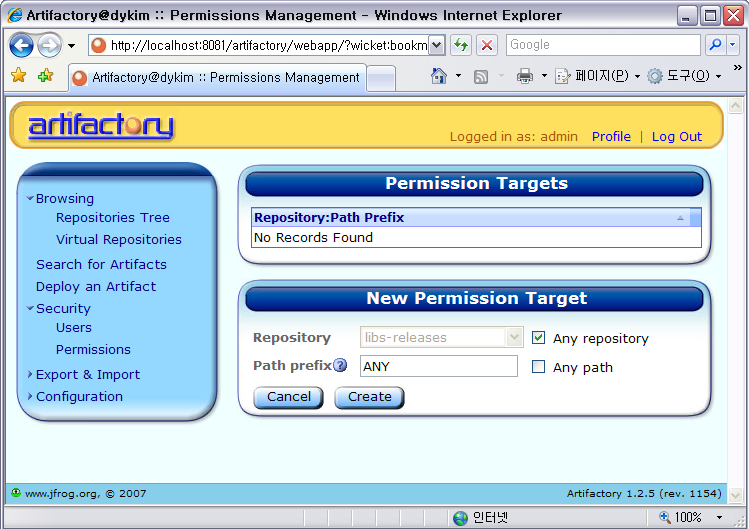 Artifactory@dykim :: Permissions Management - Windows Internet Explorer
http://localhost:8081/artifactory/webapp/?wicket:bookm
Google
Artifactory@dykim :: Permissions Management
페이지(P)
도구(O)
artifactory
Logged in as: admin Profile | Log Out
Browsing
Repositories Tree
Virtual Repositories
Search for Artifacts
Deploy an Artifact
Security
Users
Permissions
Export & Import
Configuration
Permission Targets
Repository:Path Prefix
No Records Found
New Permission Target
Repository libs-releases Any repository
Path prefix ? ANY Any path
Cancel Create
www.jfrog.org, © 2007 Artifactory 1.2.5 (rev. 1154)
인터넷 100%